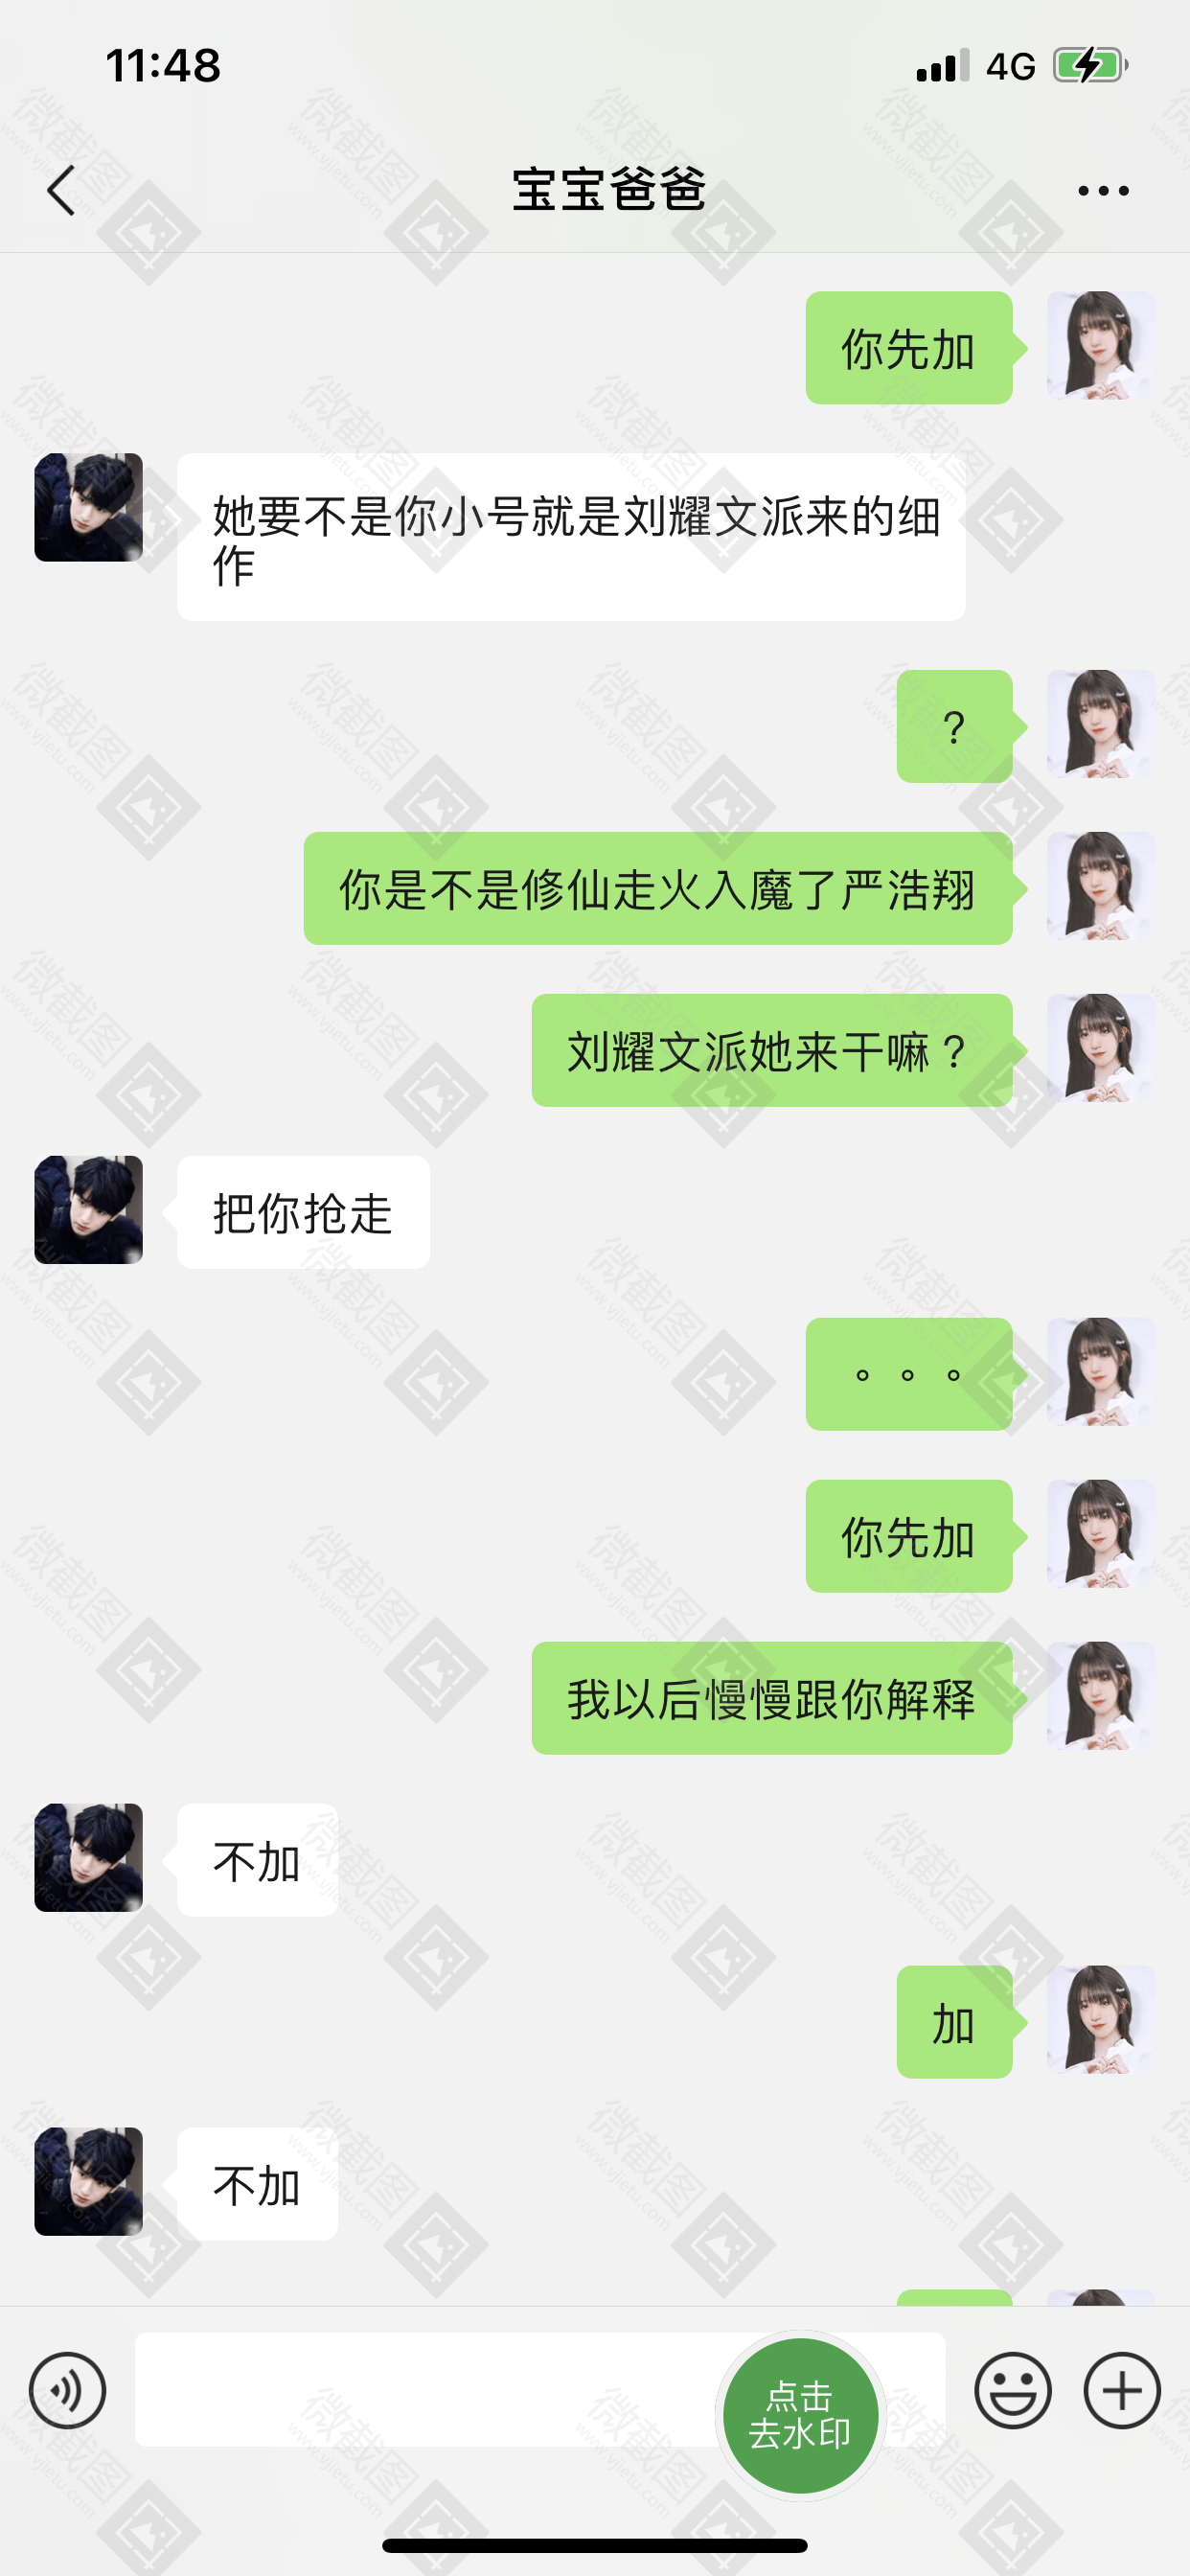 11:48
4G
宝宝爸爸
你先加
她要不是你小号就是刘耀文派来的细
作
?
你是不是修仙走火入魔了严浩翔
刘耀文派她来干嘛?
把你抢走
。。。
你先加
我以后慢慢跟你解释
不加
加
不加
点击
去水印
微截图
www.vjietu.com